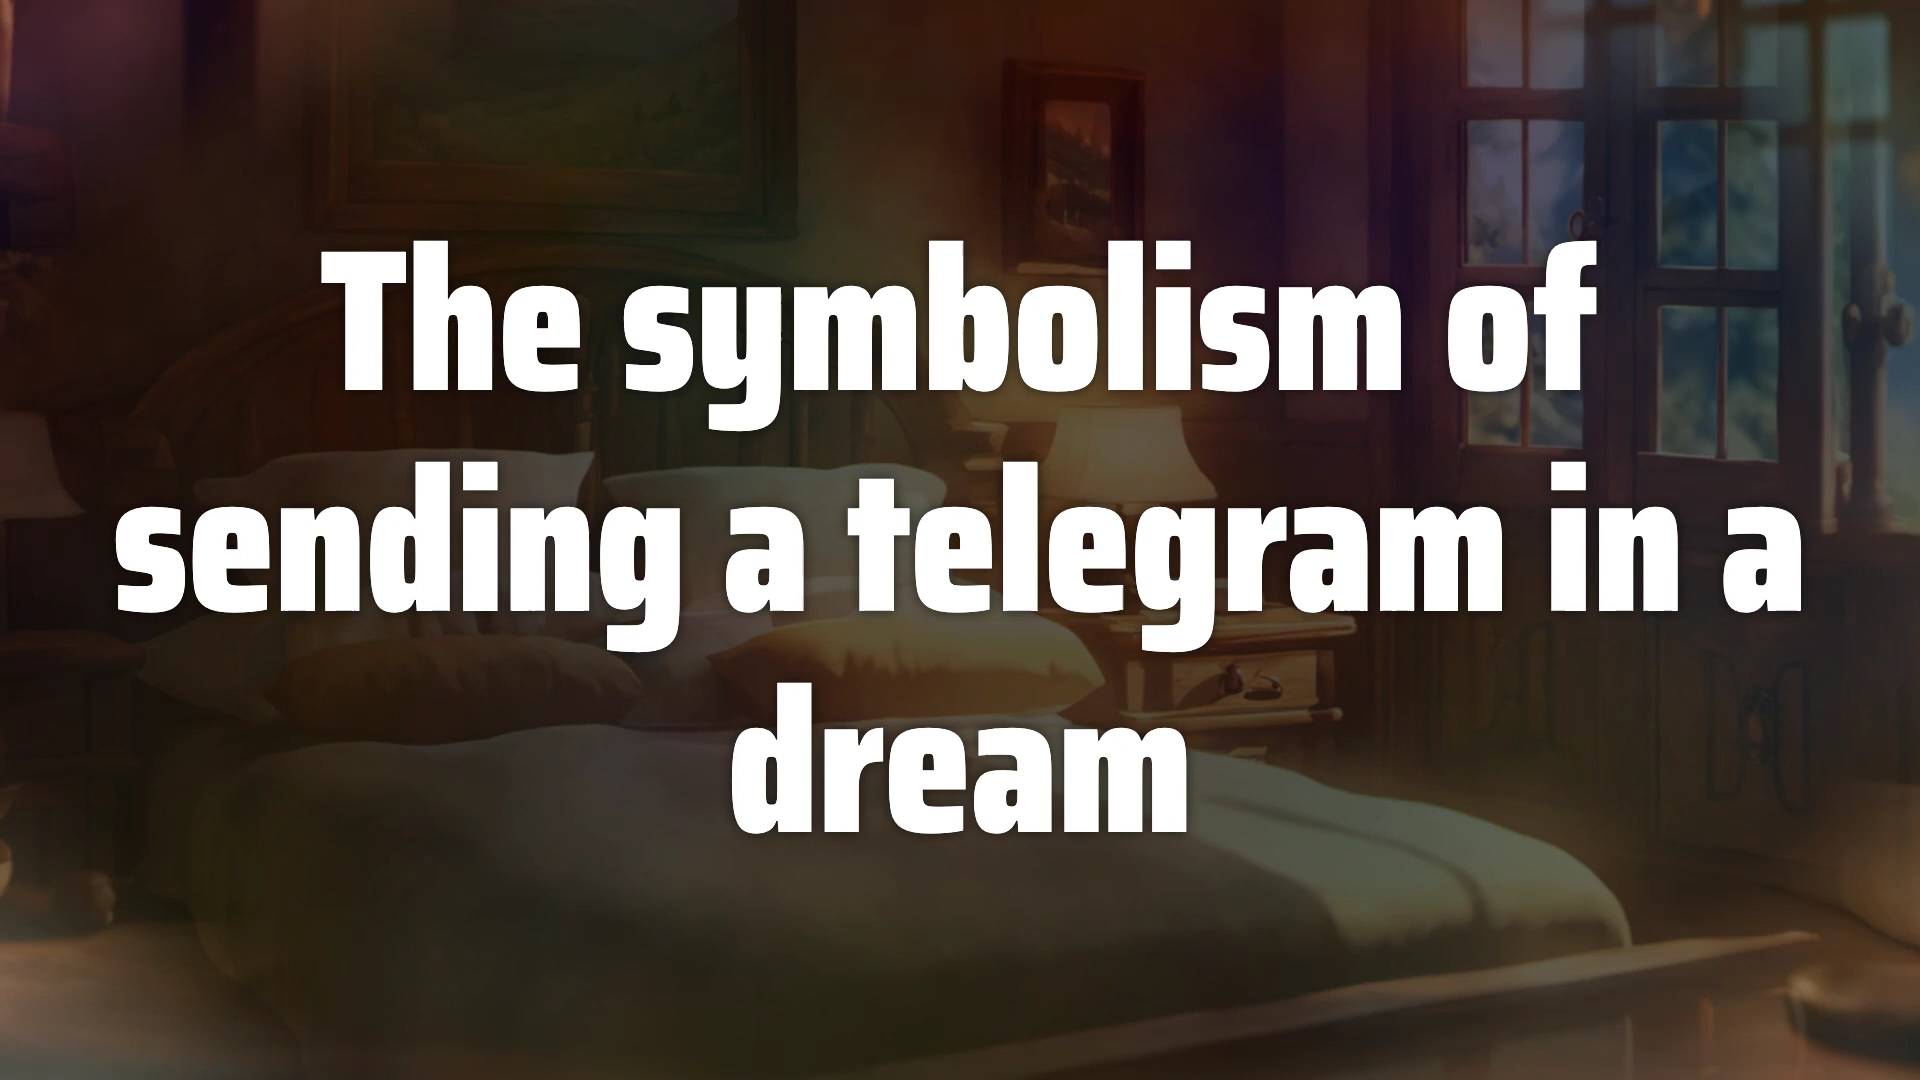 The symbolism of
sending a telegram in a
dream